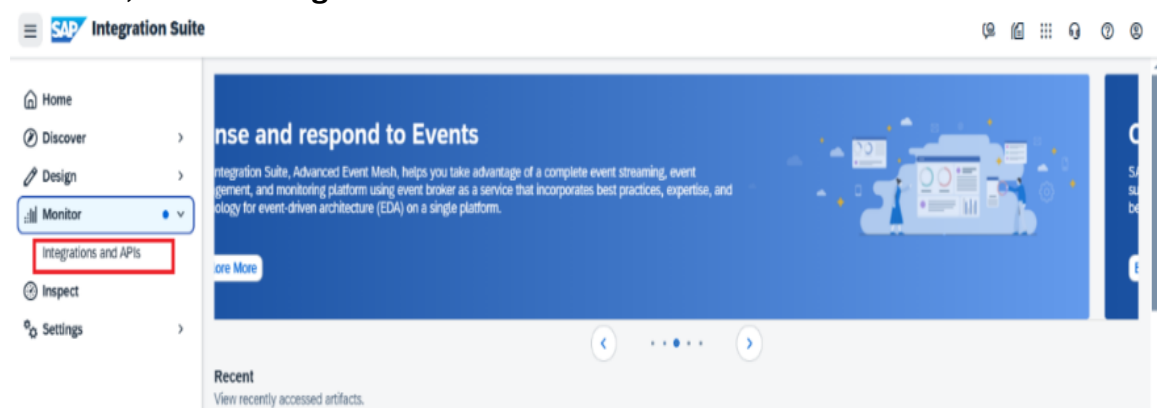 SAP Integration Suite
Home
Discover
Design
Monitor
Integrations and APIs
Inspect
Settings
nse and respond to Events
ntegration Suite, Advanced Event Mesh, helps you take advantage of a complete event streaming, event
gement, and monitoring platform using event broker as a service that incorporates best practices, expertise, and
ology for event-driven architecture (EDA) on a single platform.
ore More
Recent
View recently accessed artifacts.